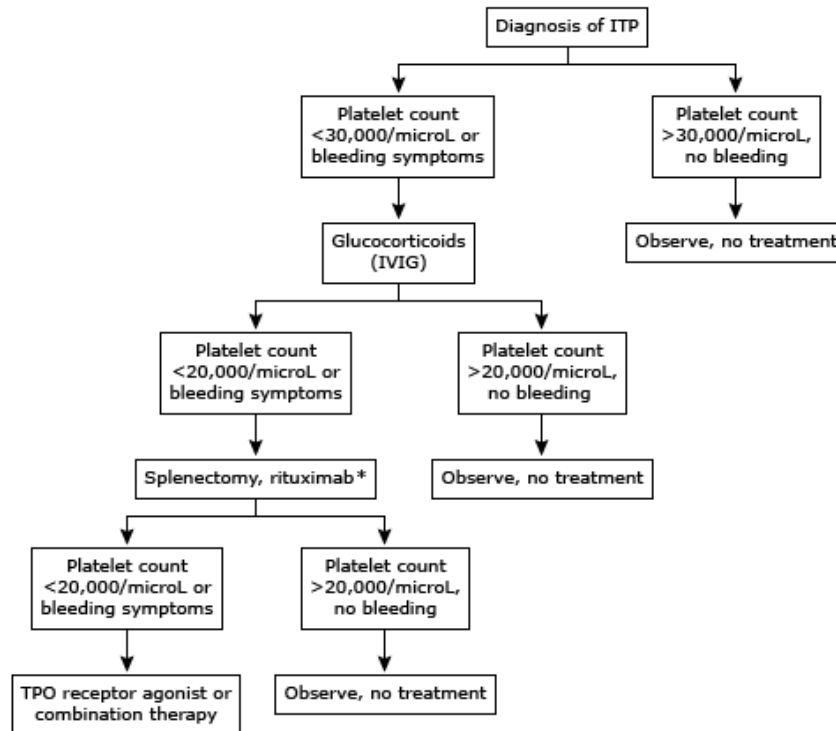 Diagnosis of ITP
Platelet count
<30,000/microL or
bleeding symptoms
Platelet count
>30,000/microL,
no bleeding
Glucocorticoids
(IVIG)
Observe, no treatment
Platelet count
<20,000/microL or
bleeding symptoms
Platelet count
>20,000/microL,
no bleeding
Splenectomy, rituximab*
Observe, no treatment
Platelet count
<20,000/microL or
bleeding symptoms
Platelet count
>20,000/microL,
no bleeding
TPO receptor agonist or
combination therapy
Observe, no treatment